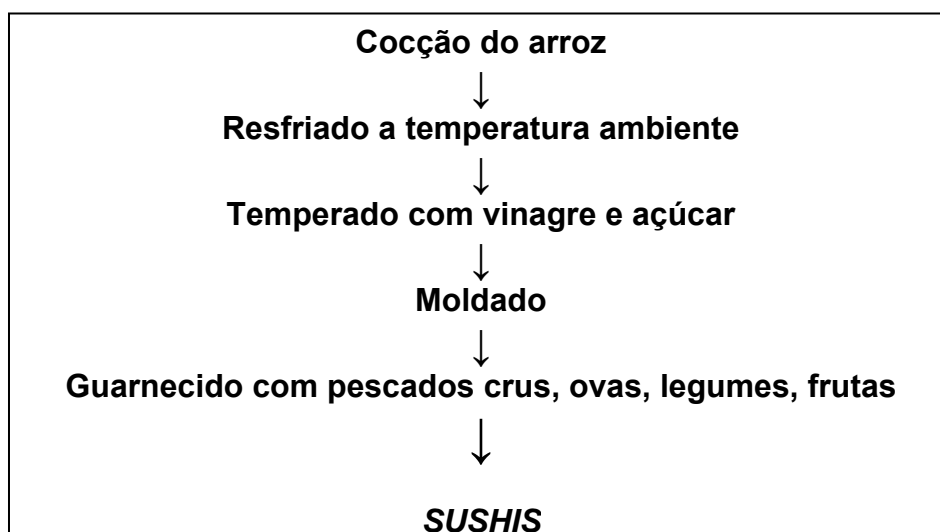 Cocção do arroz
↓
Resfriado a temperatura ambiente
↓
Temperado com vinagre e açúcar
↓
Moldado
↓
Guarnecido com pescados crus, ovas, legumes, frutas
↓
SUSHIS